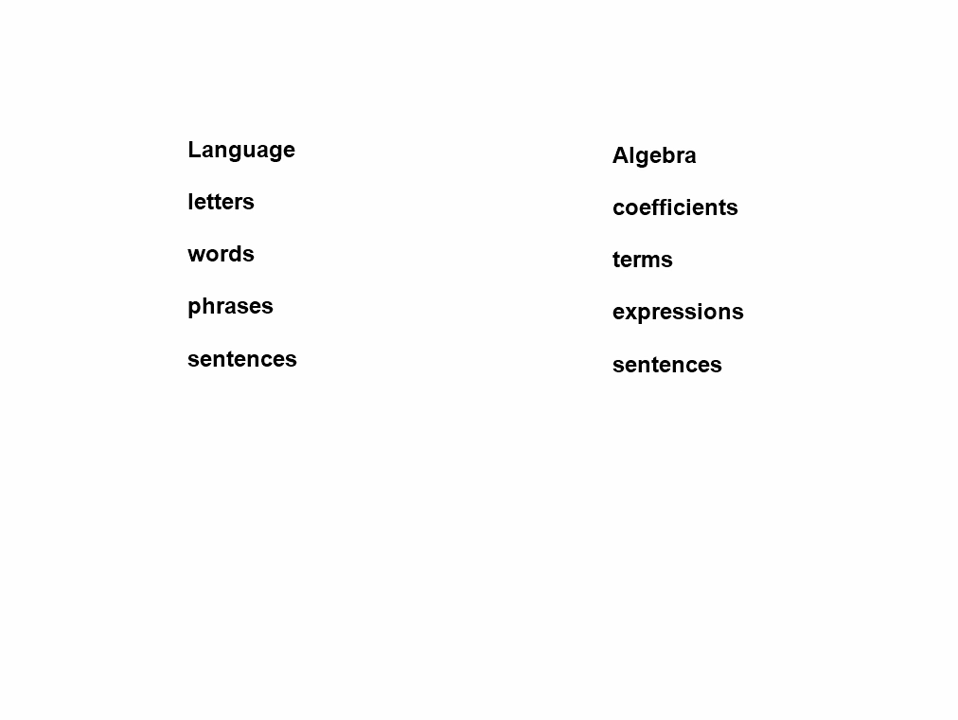 Language
letters
words
phrases
sentences
Algebra
coefficients
terms
expressions
sentences